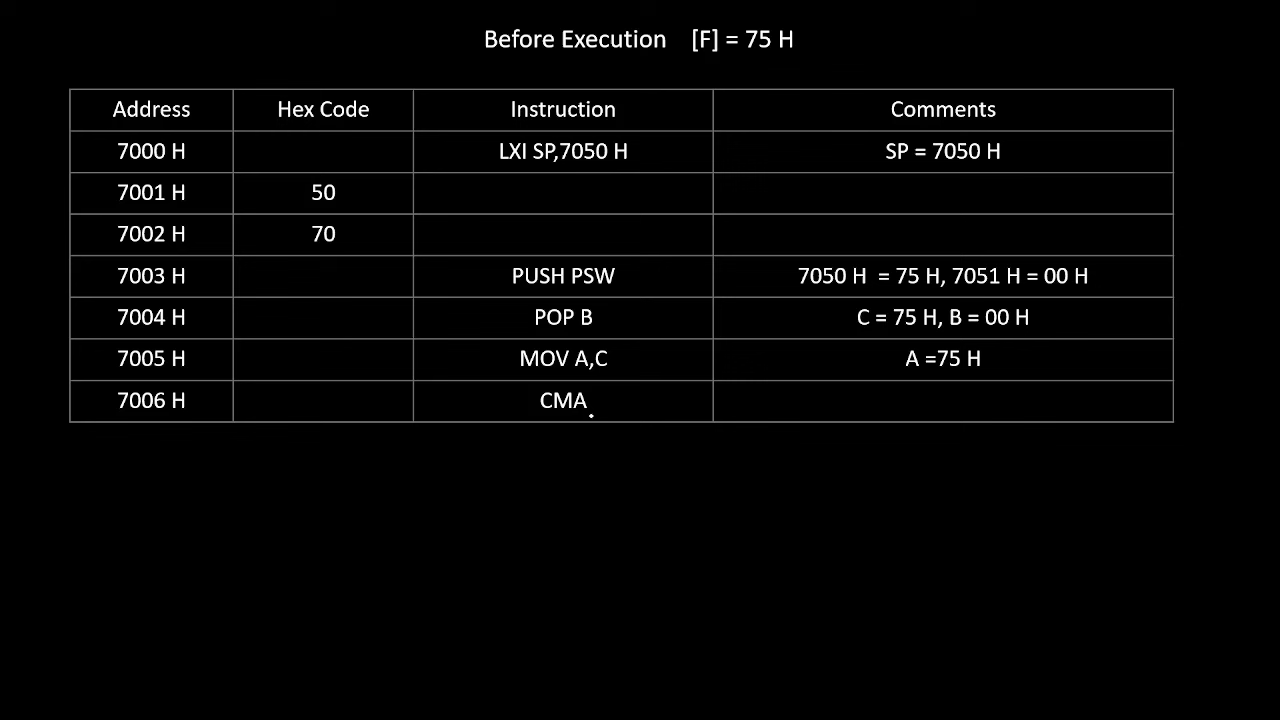 Before Execution [F] = 75 H
Address Hex Code Instruction Comments
7000 H LXI SP,7050 H SP = 7050 H
7001 H 50
7002 H 70
7003 H PUSH PSW 7050 H = 75 H, 7051 H = 00 H
7004 H POP B C = 75 H, B = 00 H
7005 H MOV A,C A =75 H
7006 H CMA